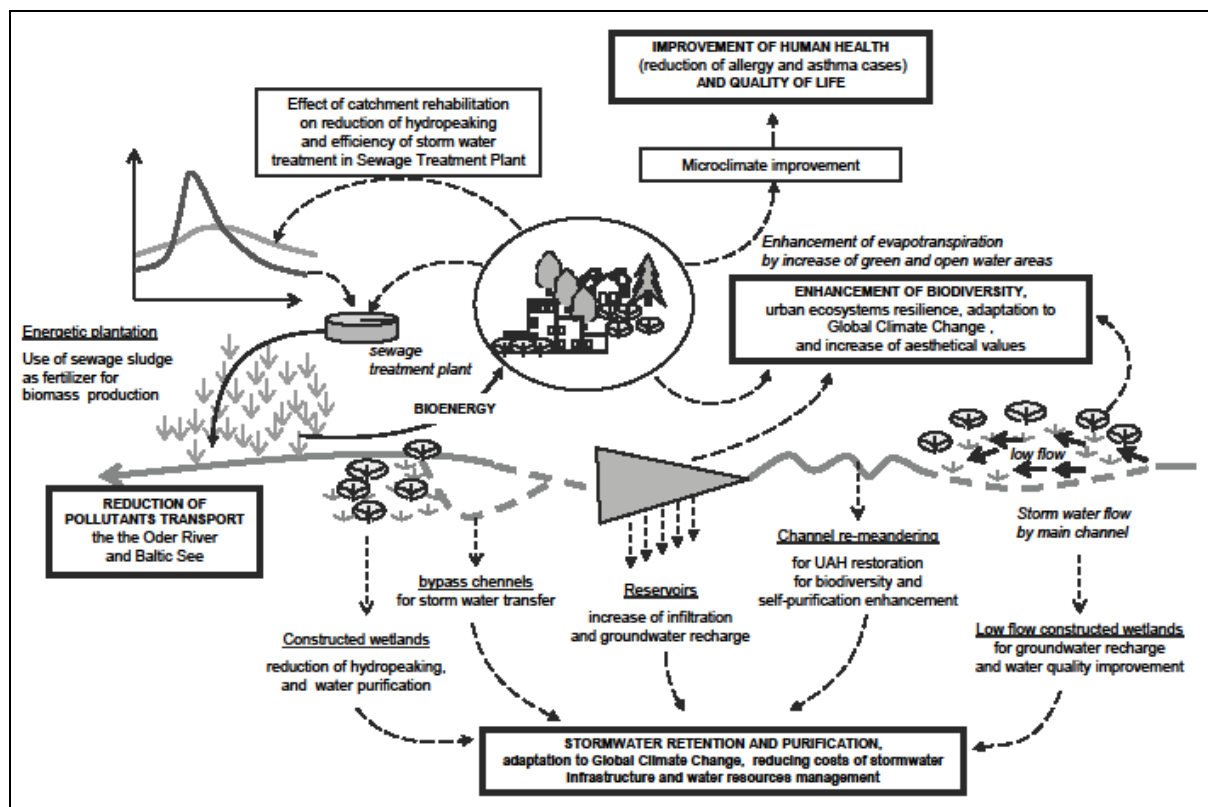 IMPROVEMENT OF HUMAN HEALTH
(reduction of allergy and asthma cases)
AND QUALITY OF LIFE
Effect of catchment rehabilitation
on reduction of hydropeaking
and efficiency of storm water
treatment in Sewage Treatment Plant
Microclimate improvement
Enhancement of evapotranspiration
by increase of green and open water areas
ENHANCEMENT OF BIODIVERSITY,
urban ecosystems resilience, adaptation to
Global Climate Change ,
and increase of aesthetical values
Energetic plantation
Use of sewage sludge
as fertilizer for
biomass production
sewage
treatment plant
BIOENERGY
low flow
REDUCTION OF
POLLUTANTS TRANSPORT
the the Oder River
and Baltic See
Storm water flow
by main channel
Channel re-meandering
for UAH restoration
for biodiversity and
self-purification enhancement
bypass chennels
for storm water transfer
Reservoirs
increase of infiltration
and groundwater recharge
Constructed wetlands
reduction of hydropeaking,
and water purification
Low flow constructed wetlands
for groundwater recharge
and water quality improvement
STORMWATER RETENTION AND PURIFICATION,
adaptation to Global Climate Change, reducing costs of stormwater
infrastructure and water resources management